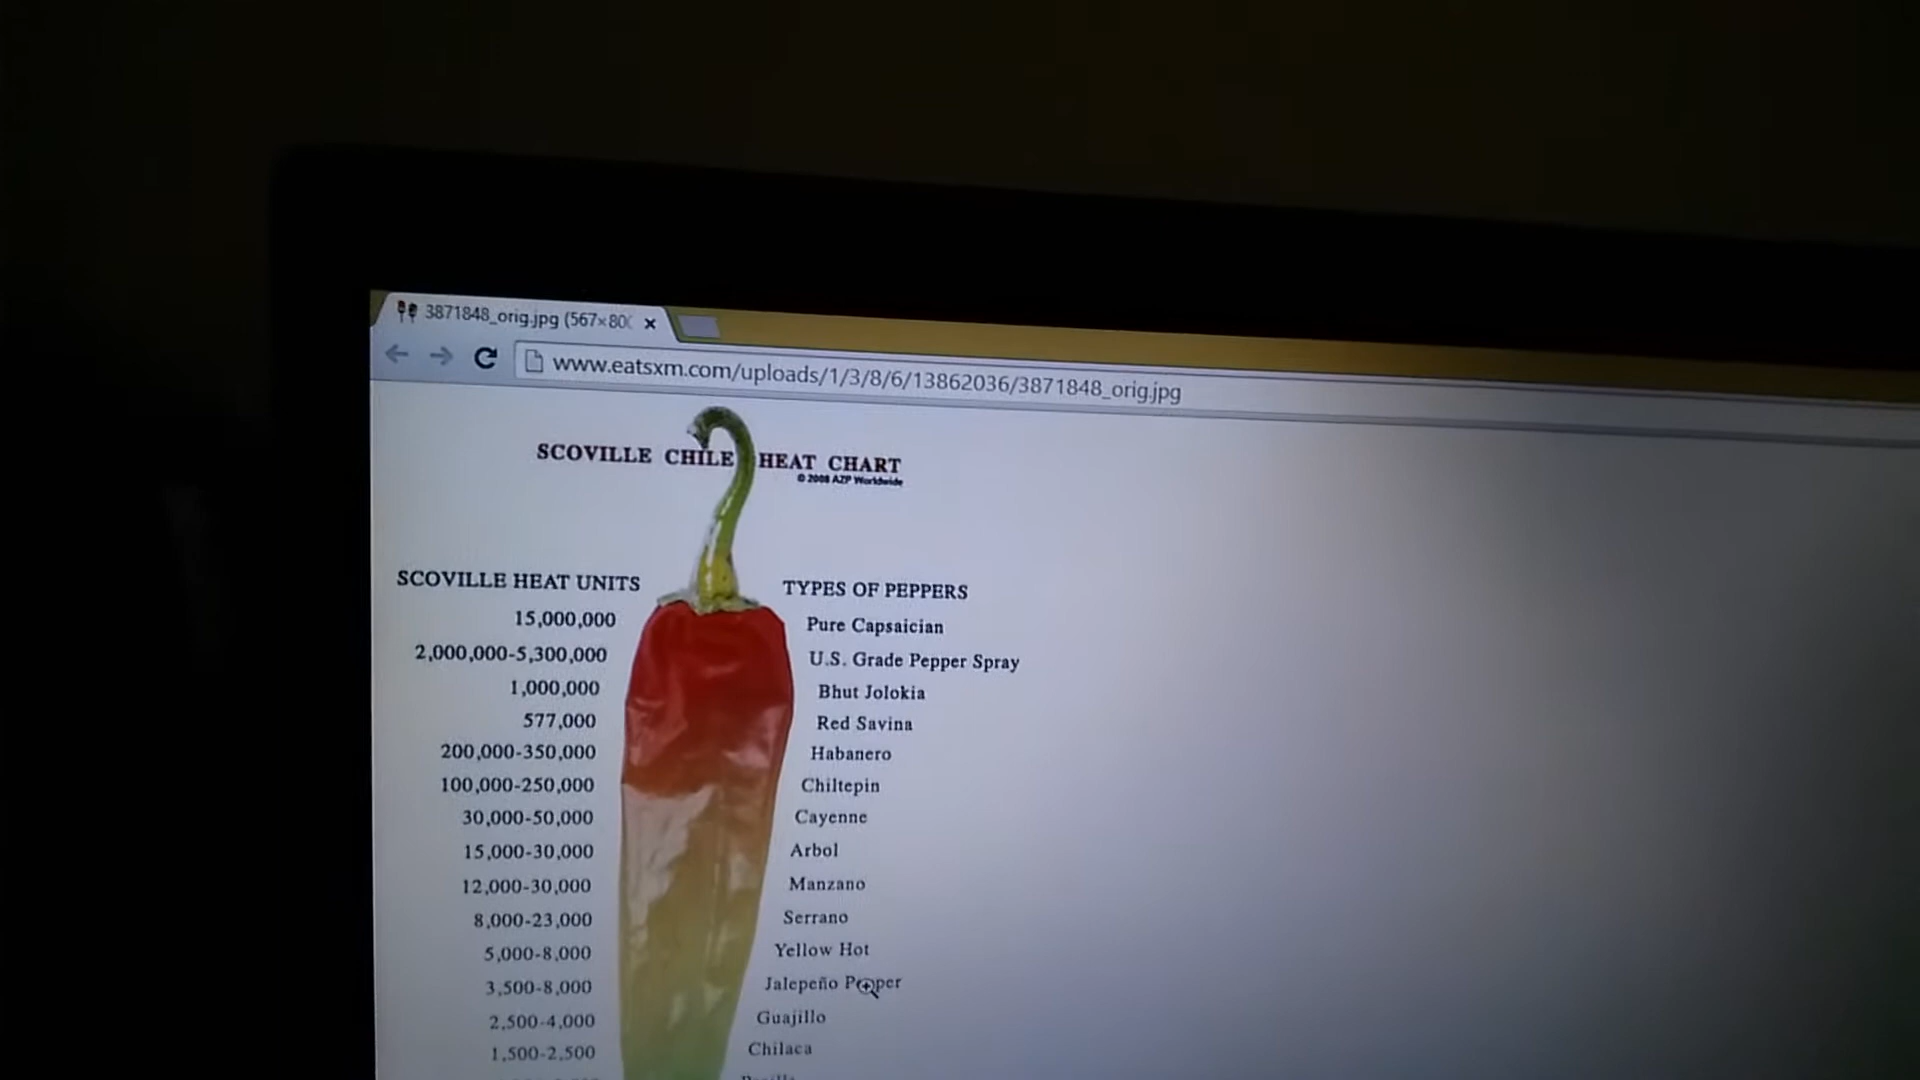 3871848_orig.jpg (567×80
www.eatsxm.com/uploads/1/3/8/6/13862036/3871848_orig.jpg
SCOVILLE CHILE HEAT CHART
© 2008 AZP Worldwide
SCOVILLE HEAT UNITS TYPES OF PEPPERS
15,000,000 Pure Capsaician
2,000,000-5,300,000 U.S. Grade Pepper Spray
1,000,000 Bhut Jolokia
577,000 Red Savina
200,000-350,000 Habanero
100,000-250,000 Chiltepin
30,000-50,000 Cayenne
15,000-30,000 Arbol
12,000-30,000 Manzano
8,000-23,000 Serrano
5,000-8,000 Yellow Hot
3,500-8,000 Jalepeño Pepper
2,500-4,000 Guajillo
1,500-2,500 Chilaca